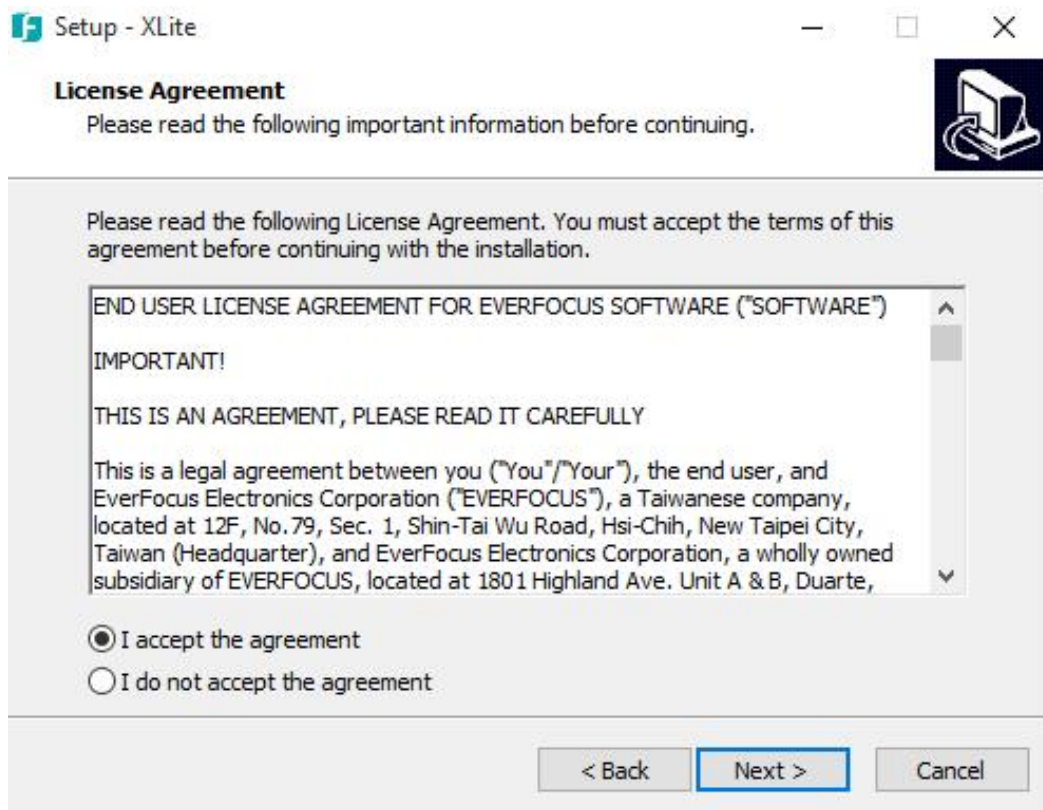 Setup - XLite
License Agreement
Please read the following important information before continuing.
Please read the following License Agreement. You must accept the terms of this
agreement before continuing with the installation.
END USER LICENSE AGREEMENT FOR EVERFOCUS SOFTWARE ("SOFTWARE")
IMPORTANT!
THIS IS AN AGREEMENT, PLEASE READ IT CAREFULLY
This is a legal agreement between you ("You"/"Your"), the end user, and
EverFocus Electronics Corporation ("EVERFOCUS"), a Taiwanese company,
located at 12F, No.79, Sec. 1, Shin-Tai Wu Road, Hsi-Chih, New Taipei City,
Taiwan (Headquarter), and EverFocus Electronics Corporation, a wholly owned
subsidiary of EVERFOCUS, located at 1801 Highland Ave. Unit A & B, Duarte,
I accept the agreement
I do not accept the agreement
< Back Next > Cancel